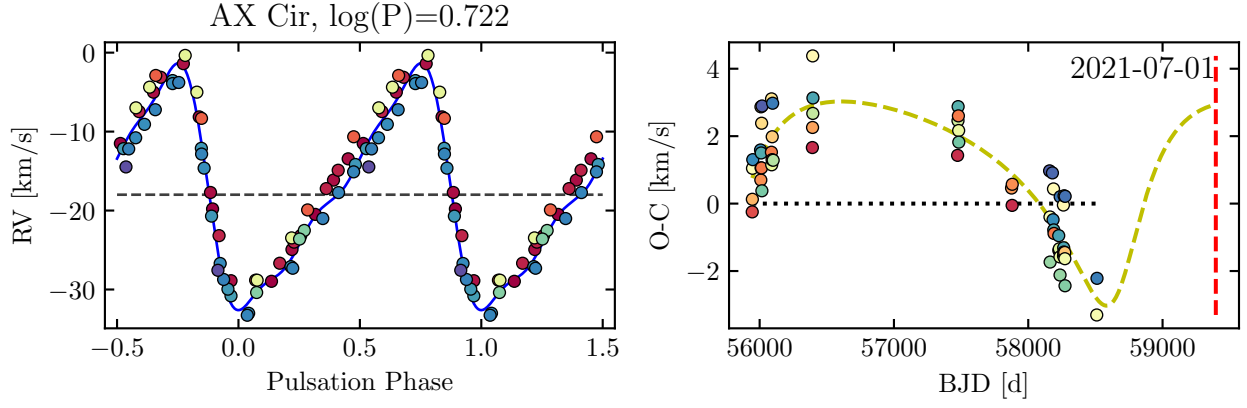 AX Cir, log(P)=0.722
0
−10
−20
−30
RV [km/s]
−0.5 0.0 0.5 1.0 1.5
Pulsation Phase
2021-07-01
4
2
0
−2
O-C [km/s]
56000 57000 58000 59000
BJD [d]